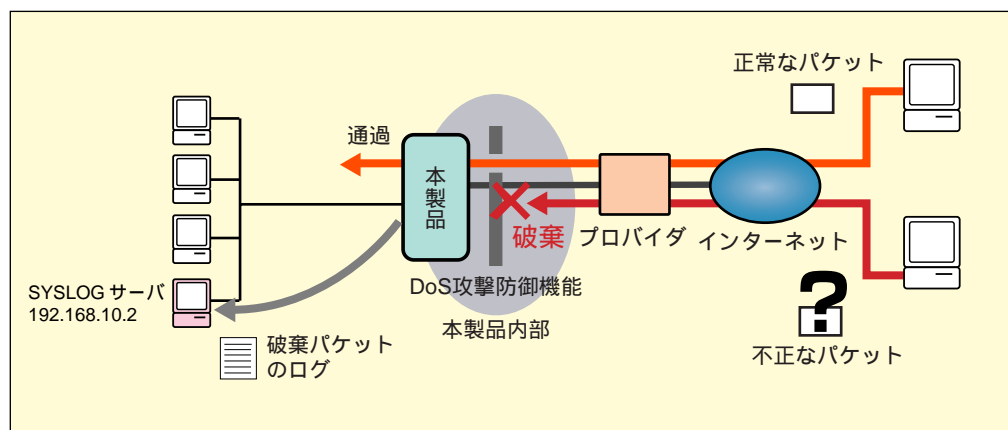 正常なパケット
通過
本製品
破棄
プロバイダ
インターネット
DoS攻撃防御機能
本製品内部
SYSLOG サーバ
192.168.10.2
破棄パケット
のログ
?
不正なパケット